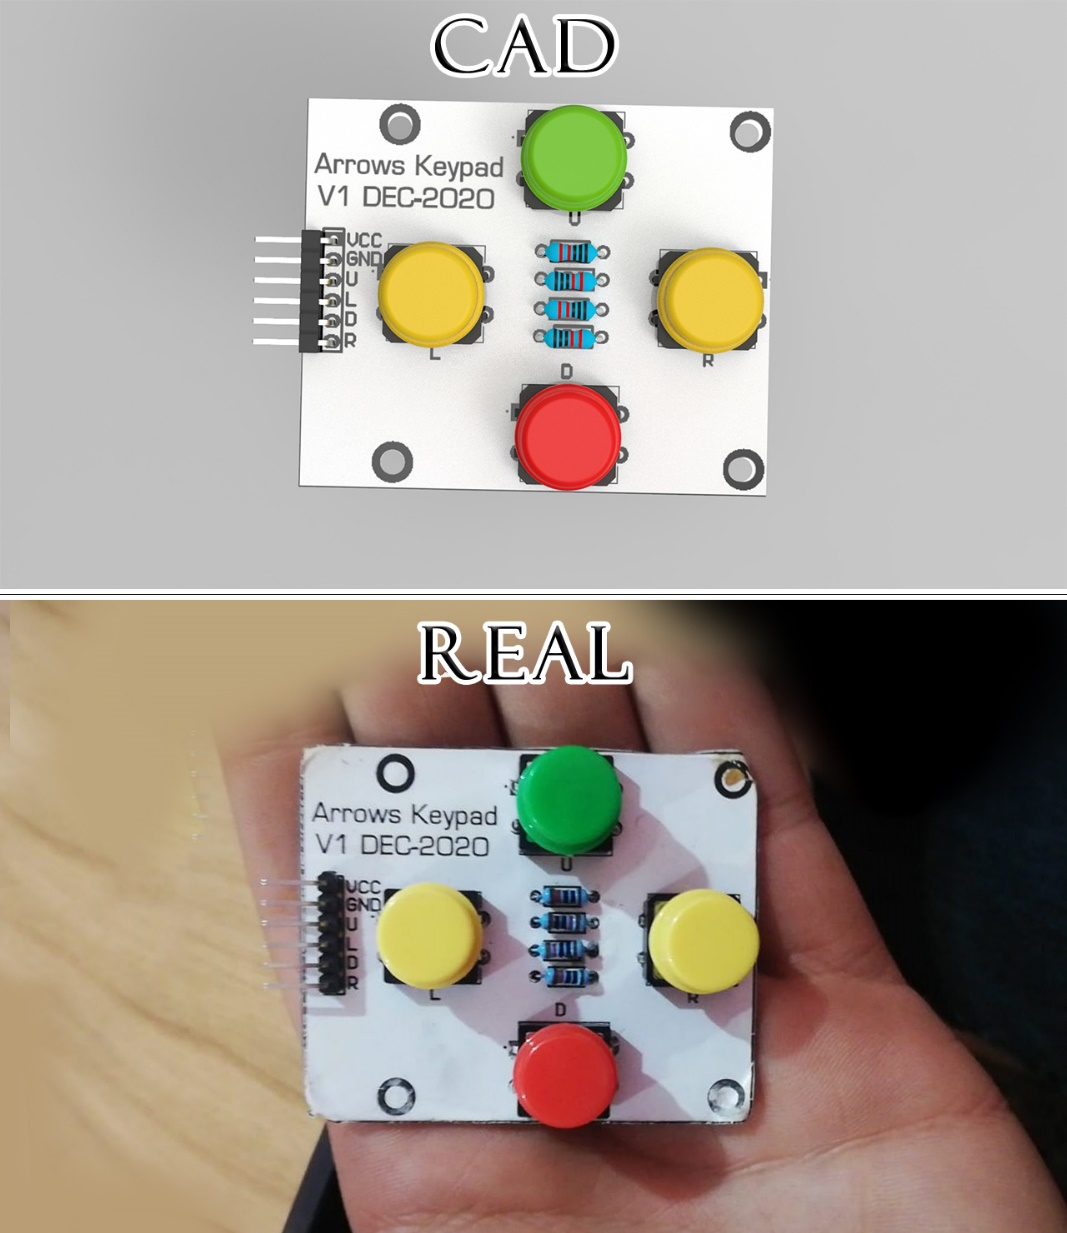 CAD
Arrows Keypad
V1 DEC-2020
U
VCC
GND
U
L
D
R
L
R
D
REAL
Arrows Keypad
V1 DEC-2020
U
VCC
GND
U
L
D
R
L
R
D